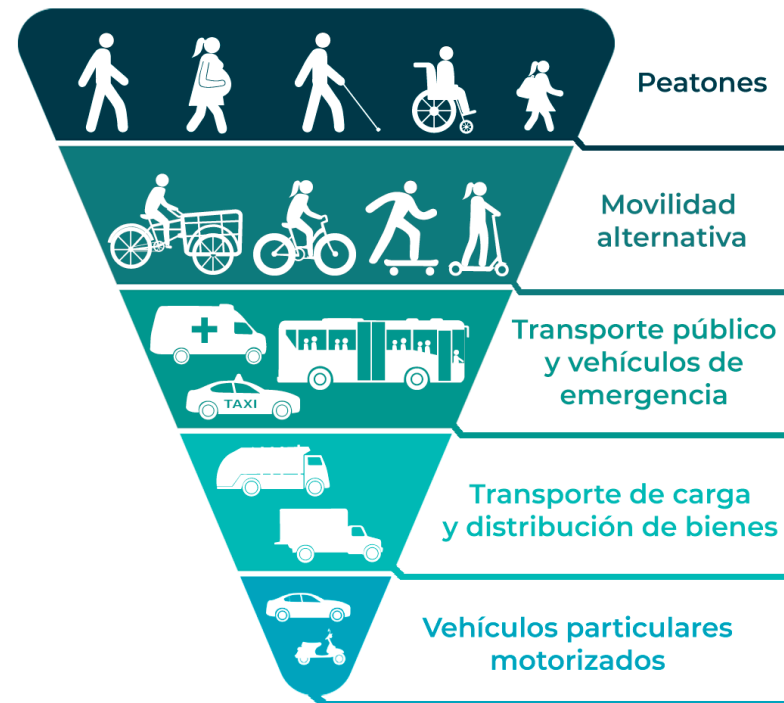 Peatones
Movilidad
alternativa
Transporte público
y vehículos de
emergencia
TAXI
Transporte de carga
y distribución de bienes
Vehículos particulares
motorizados